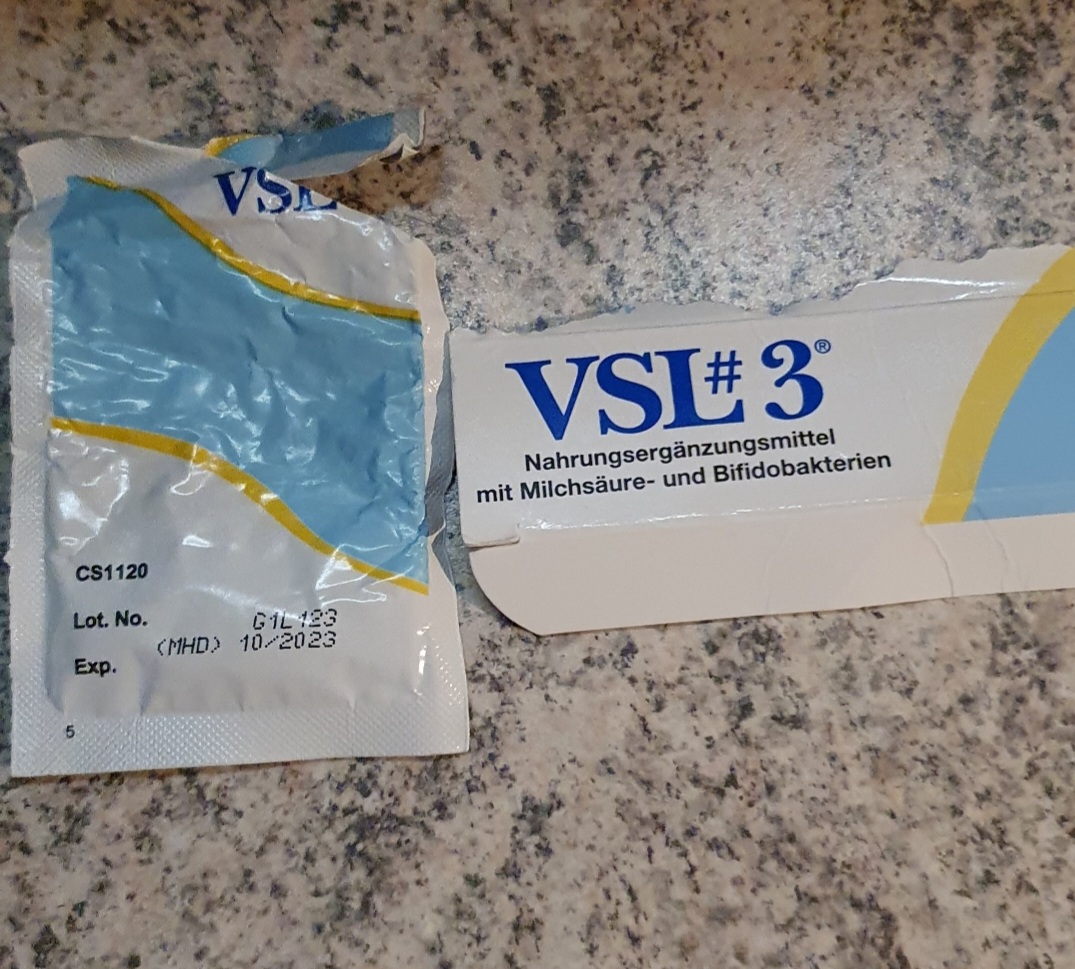 VSL
CS1120
Lot. No. G1L123
(MHD) 10/2023
Exp.
5
VSL#3®
Nahrungsergänzungsmittel
mit Milchsäure- und Bifidobakterien